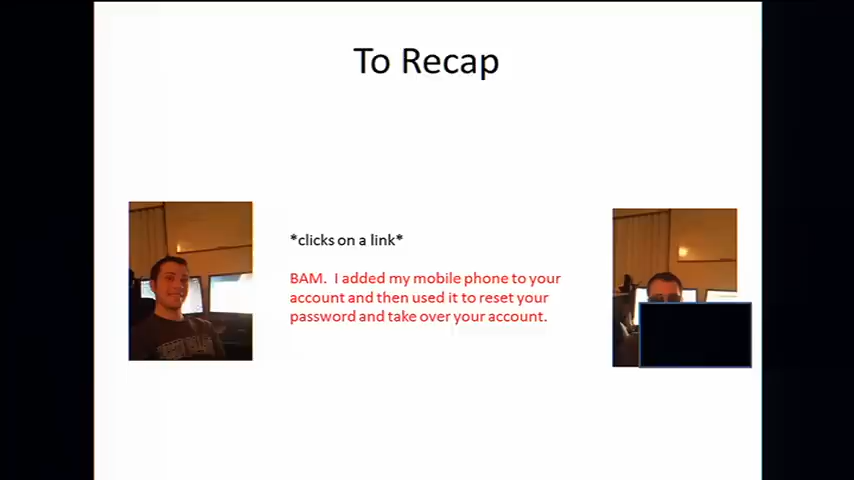 To Recap
*clicks on a link*
BAM.  I added my mobile phone to your
account and then used it to reset your
password and take over your account.